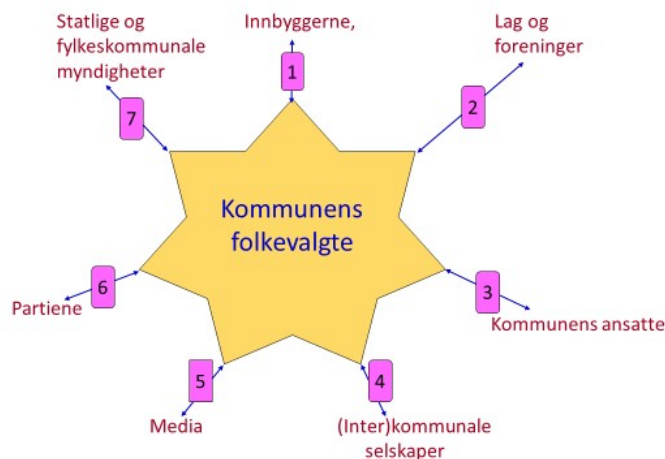 Statlige og
fylkeskommunale
myndigheter
Innbyggerne,
Lag og
foreninger
1
2
7
Kommunens
folkevalgte
6
3
Partiene
Kommunens ansatte
5
4
Media
(Inter)kommunale
selskaper